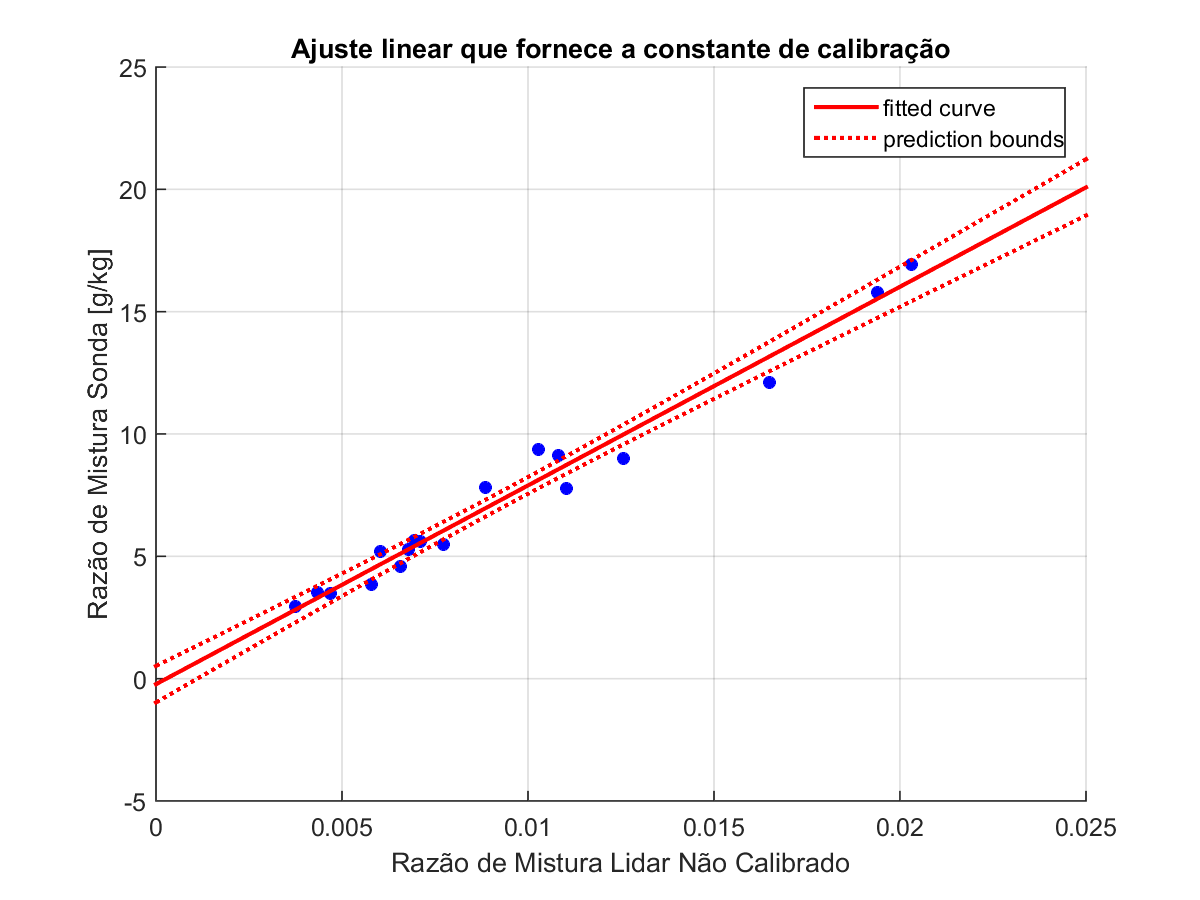 Ajuste linear que fornece a constante de calibração
25
fitted curve
prediction bounds
20
15
10
5
0
-5
Razão de Mistura Sonda [g/kg]
0 0.005 0.01 0.015 0.02 0.025
Razão de Mistura Lidar Não Calibrado